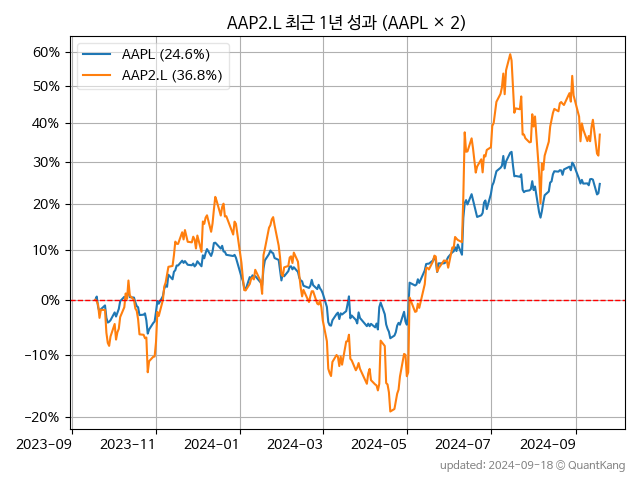 AAP2.L 최근 1년 성과 (AAPL × 2)
AAPL (24.6%)
AAP2.L (36.8%)
60%
50%
40%
30%
20%
10%
0%
−10%
−20%
2023-09 2023-11 2024-01 2024-03 2024-05 2024-07 2024-09
updated: 2024-09-18 © QuantKang